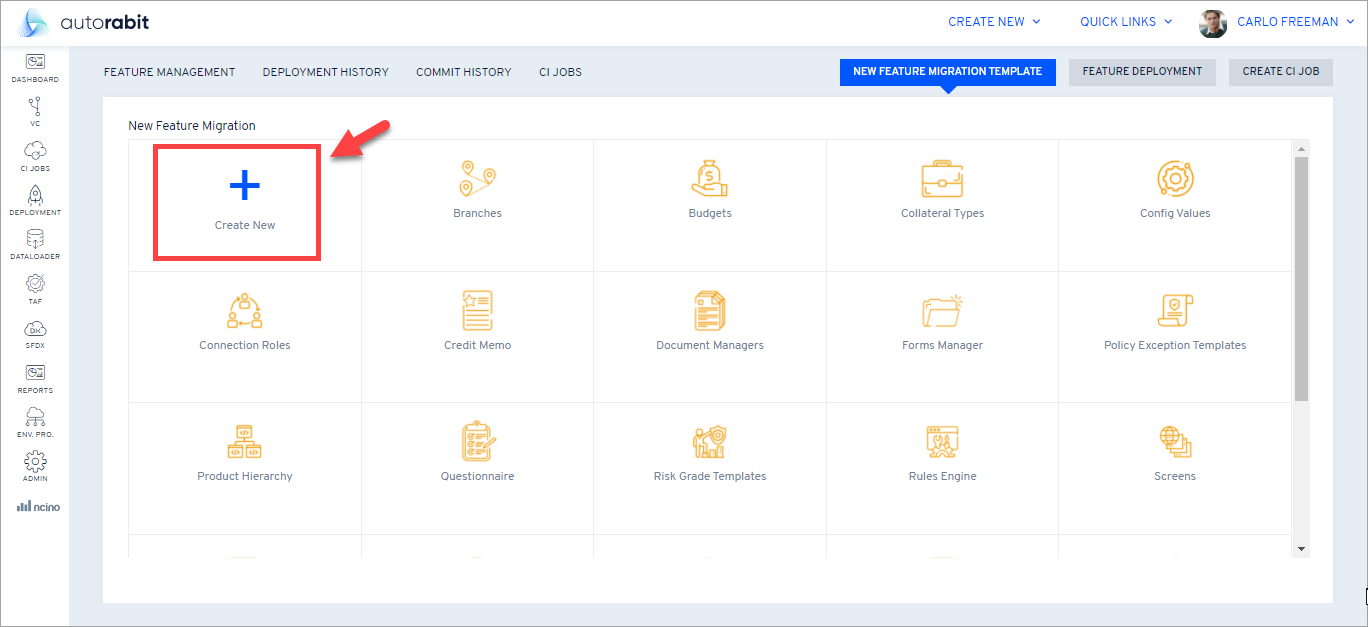 autorabit
CREATE NEW
QUICK LINKS
CARLO FREEMAN
DASHBOARD
VC
CI JOBS
DEPLOYMENT
DATALOADER
TAF
DX
SFDX
REPORTS
ENV. PRO.
ADMIN
ncino
FEATURE MANAGEMENT
DEPLOYMENT HISTORY
COMMIT HISTORY
CI JOBS
NEW FEATURE MIGRATION TEMPLATE
FEATURE DEPLOYMENT
CREATE CI JOB
New Feature Migration
Create New
Branches
$
Budgets
Collateral Types
Config Values
Connection Roles
Credit Memo
Document Managers
Forms Manager
Policy Exception Templates
Product Hierarchy
Questionnaire
Risk Grade Templates
Rules Engine
Screens